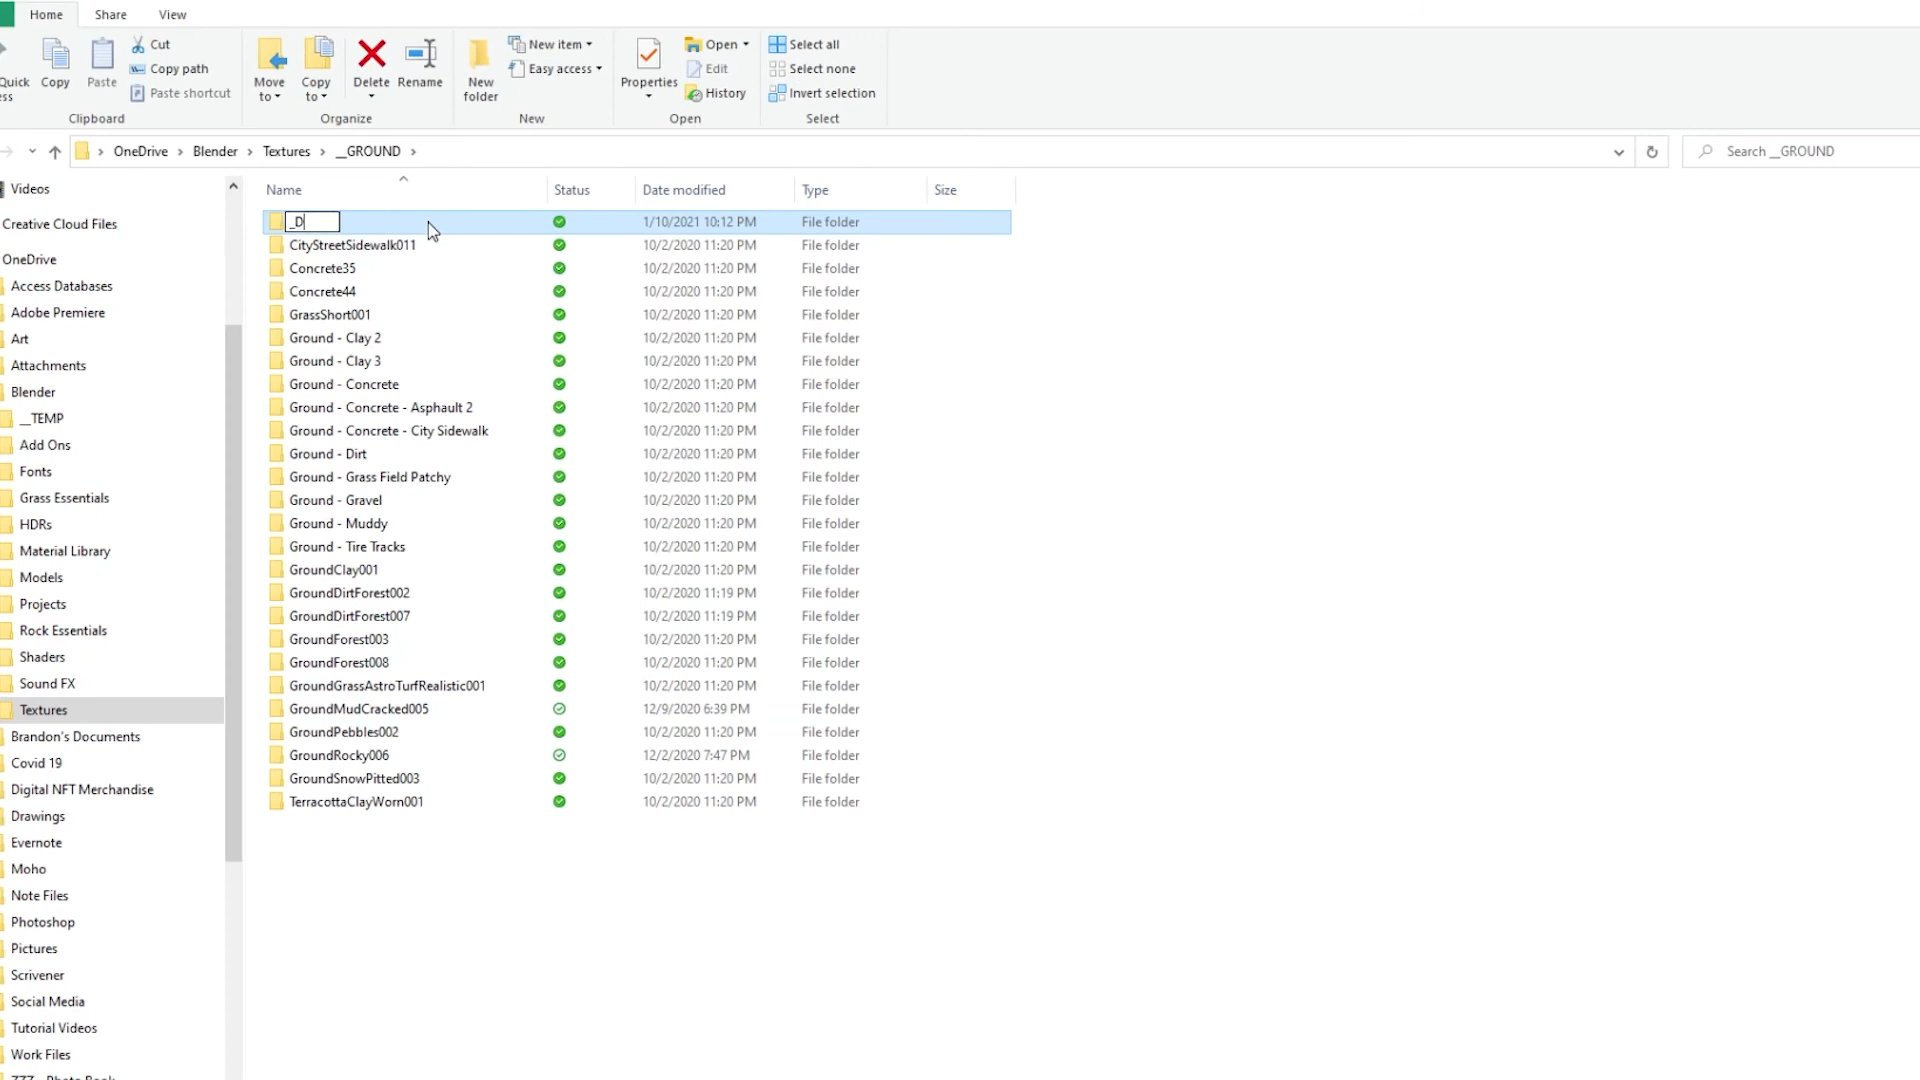 Home Share View
Quick
ess
Copy
Paste
Cut
Copy path
Paste shortcut
Clipboard
Move
to
Copy
to
Delete
Rename
Organize
New
folder
New item
Easy access
New
Properties
Open
Edit
History
Open
Select all
Select none
Invert selection
Select
OneDrive > Blender > Textures > __GROUND >
Search __GROUND
Videos
Creative Cloud Files
OneDrive
Access Databases
Adobe Premiere
Art
Attachments
Blender
__TEMP
Add Ons
Fonts
Grass Essentials
HDRs
Material Library
Models
Projects
Rock Essentials
Shaders
Sound FX
Textures
Brandon's Documents
Covid 19
Digital NFT Merchandise
Drawings
Evernote
Moho
Note Files
Photoshop
Pictures
Scrivener
Social Media
Tutorial Videos
Work Files
ZZZ - Photo Book
Name Status Date modified Type Size
_D 1/10/2021 10:12 PM File folder
CityStreetSidewalk011 10/2/2020 11:20 PM File folder
Concrete35 10/2/2020 11:20 PM File folder
Concrete44 10/2/2020 11:20 PM File folder
GrassShort001 10/2/2020 11:20 PM File folder
Ground - Clay 2 10/2/2020 11:20 PM File folder
Ground - Clay 3 10/2/2020 11:20 PM File folder
Ground - Concrete 10/2/2020 11:20 PM File folder
Ground - Concrete - Asphault 2 10/2/2020 11:20 PM File folder
Ground - Concrete - City Sidewalk 10/2/2020 11:20 PM File folder
Ground - Dirt 10/2/2020 11:20 PM File folder
Ground - Grass Field Patchy 10/2/2020 11:20 PM File folder
Ground - Gravel 10/2/2020 11:20 PM File folder
Ground - Muddy 10/2/2020 11:20 PM File folder
Ground - Tire Tracks 10/2/2020 11:20 PM File folder
GroundClay001 10/2/2020 11:20 PM File folder
GroundDirtForest002 10/2/2020 11:19 PM File folder
GroundDirtForest007 10/2/2020 11:19 PM File folder
GroundForest003 10/2/2020 11:20 PM File folder
GroundForest008 10/2/2020 11:20 PM File folder
GroundGrassAstroTurfRealistic001 10/2/2020 11:20 PM File folder
GroundMudCracked005 12/9/2020 6:39 PM File folder
GroundPebbles002 10/2/2020 11:20 PM File folder
GroundRocky006 12/2/2020 7:47 PM File folder
GroundSnowPitted003 10/2/2020 11:20 PM File folder
TerracottaClayWorn001 10/2/2020 11:20 PM File folder